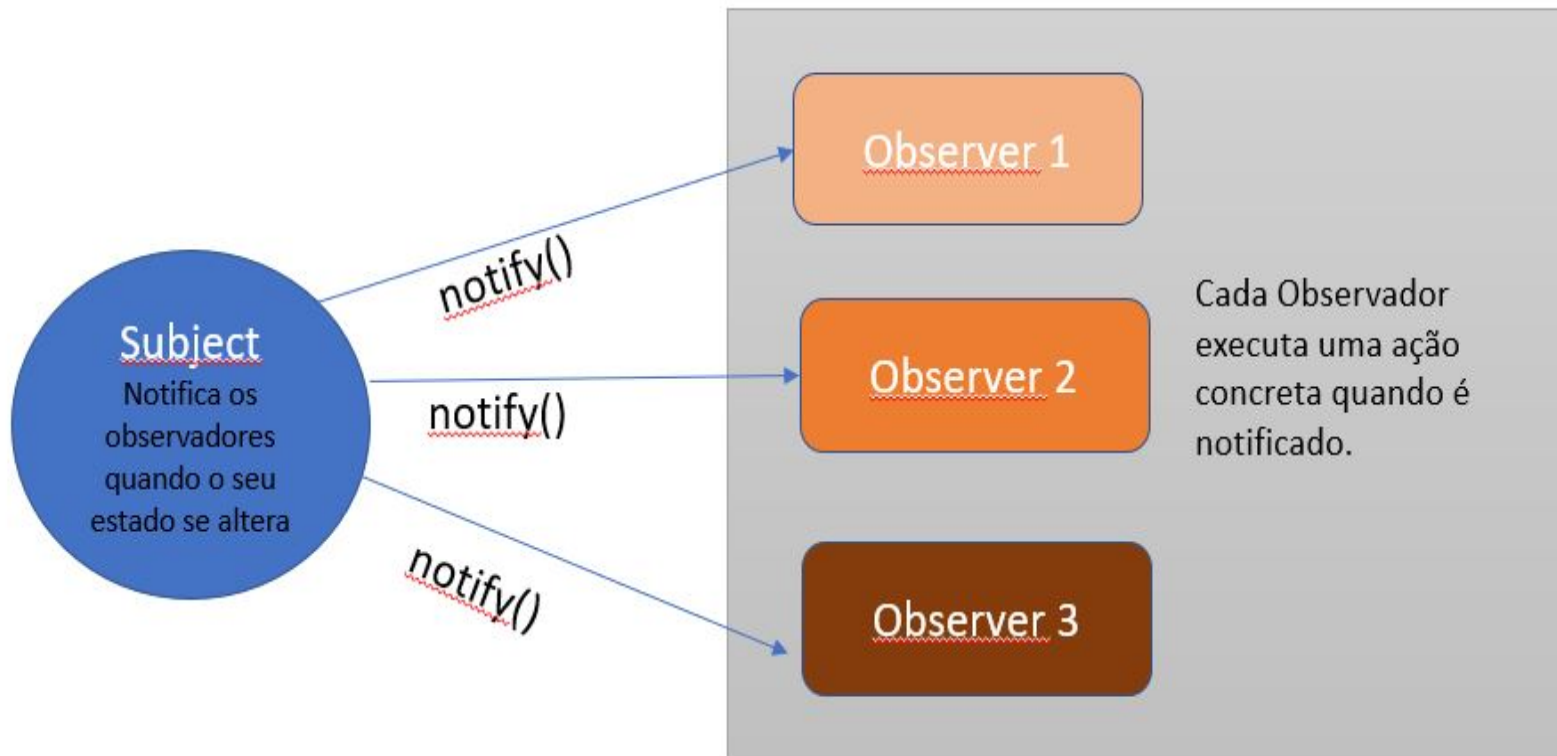 Subject
Notifica os
observadores
quando o seu
estado se altera
notify()
notify()
notify()
Observer 1
Observer 2
Observer 3
Cada Observador
executa uma ação
concreta quando é
notificado.